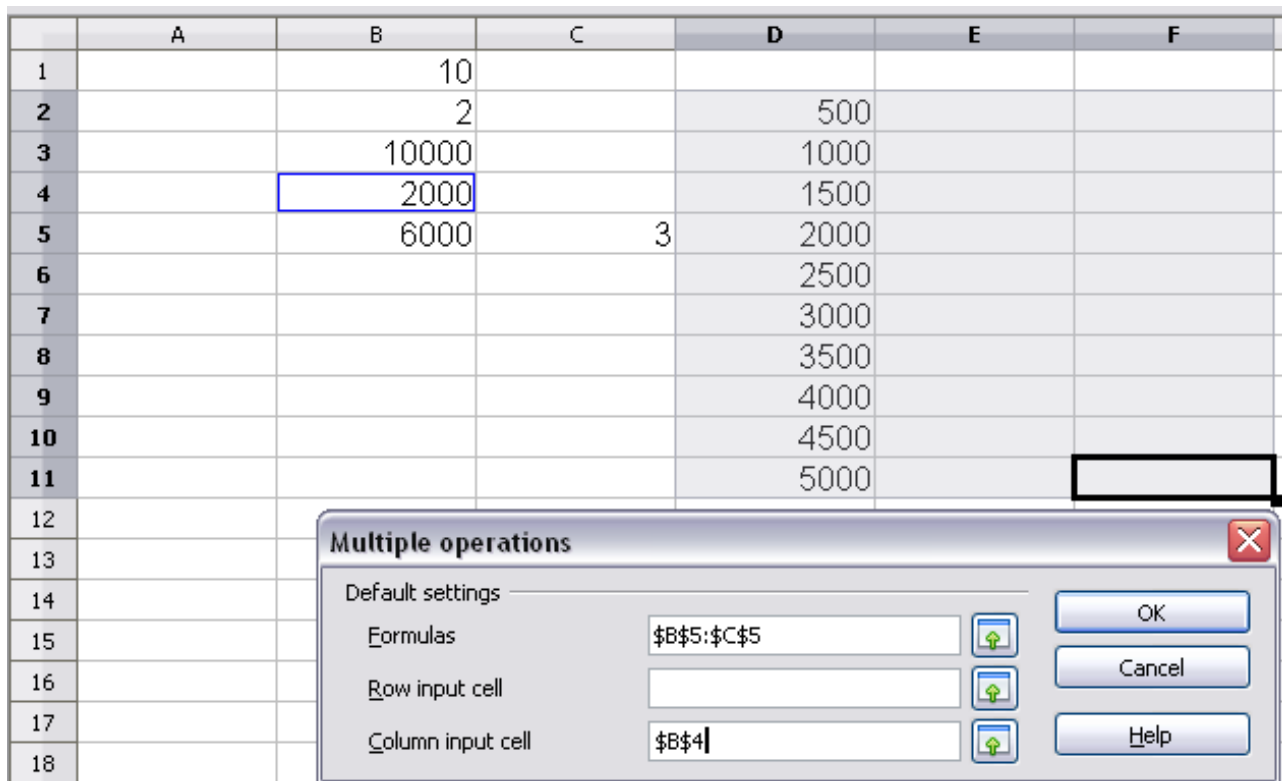 A B C D E F
1 10
2 2 500
3 10000 1000
4 2000 1500
5 6000 3 2000
6 2500
7 3000
8 3500
9 4000
10 4500
11 5000
12
13
14
15
16
17
18
Multiple operations
Default settings
Formulas $B$5:$C$5
Row input cell
Column input cell $B$4
OK
Cancel
Help